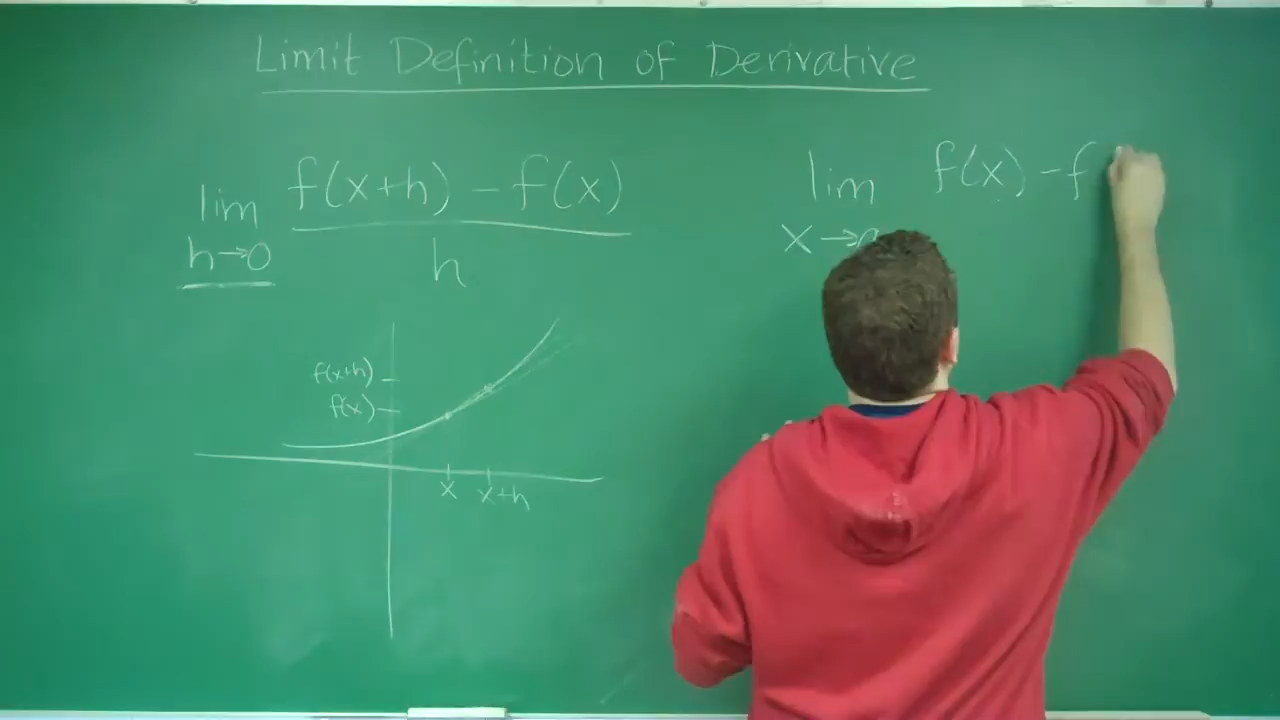 Limit Definition of Derivative
f(x+h) - f(x)
lim
h→0
h
lim f(x) - f
x→
f(x+h)
f(x)
x x+h